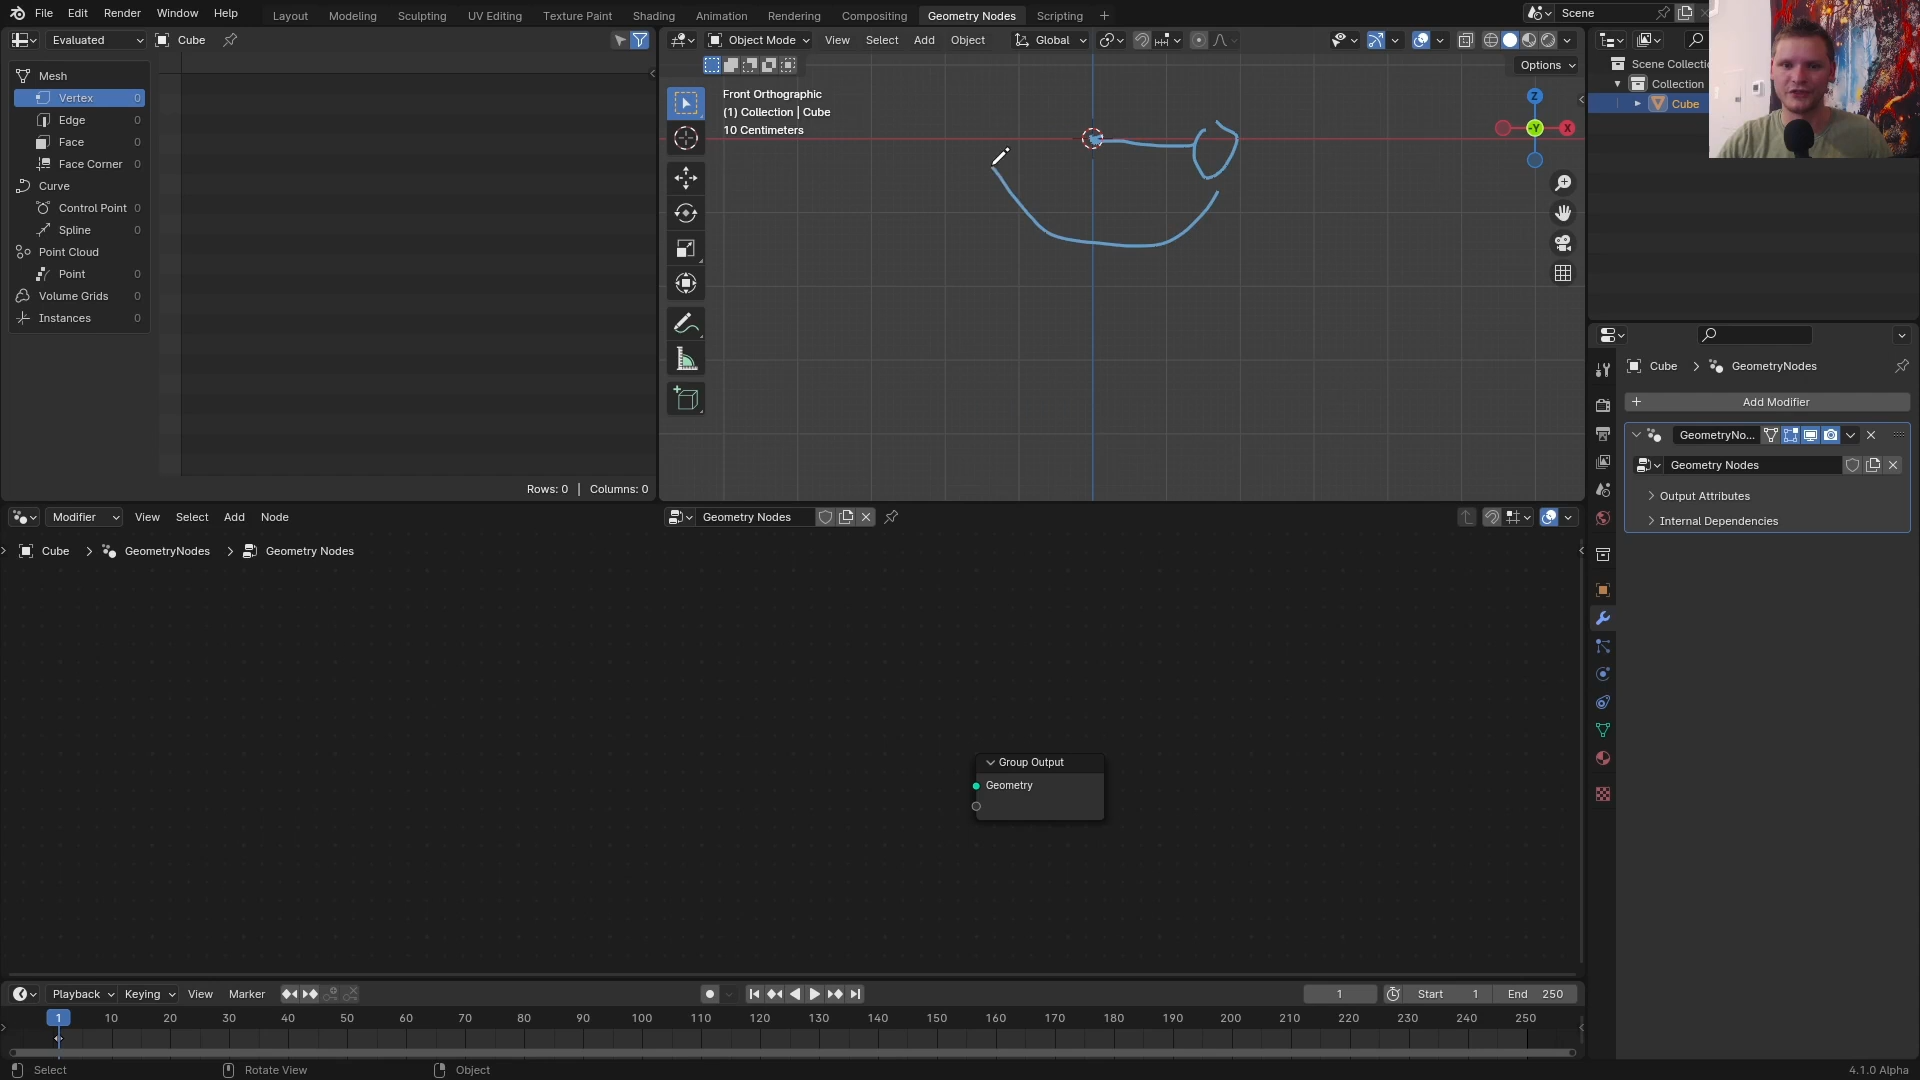 File Edit Render Window Help
Layout Modeling Sculpting UV Editing Texture Paint Shading Animation Rendering Compositing Geometry Nodes Scripting
Scene
Evaluated Cube
Mesh
Vertex 0
Edge 0
Face 0
Face Corner 0
Curve
Control Point 0
Spline 0
Point Cloud
Point 0
Volume Grids 0
Instances 0
Rows: 0 | Columns: 0
Object Mode View Select Add Object Global
Options
Front Orthographic
(1) Collection | Cube
10 Centimeters
Z
-Y
X
Scene Collectio
Collection
Cube
Cube > GeometryNodes
Add Modifier
GeometryNo...
Geometry Nodes
Output Attributes
Internal Dependencies
Modifier View Select Add Node
Geometry Nodes
Cube > GeometryNodes > Geometry Nodes
Group Output
Geometry
Playback Keying View Marker
1 Start 1 End 250
1 10 20 30 40 50 60 70 80 90 100 110 120 130 140 150 160 170 180 190 200 210 220 230 240 250
Select Rotate View Object
4.1.0 Alpha